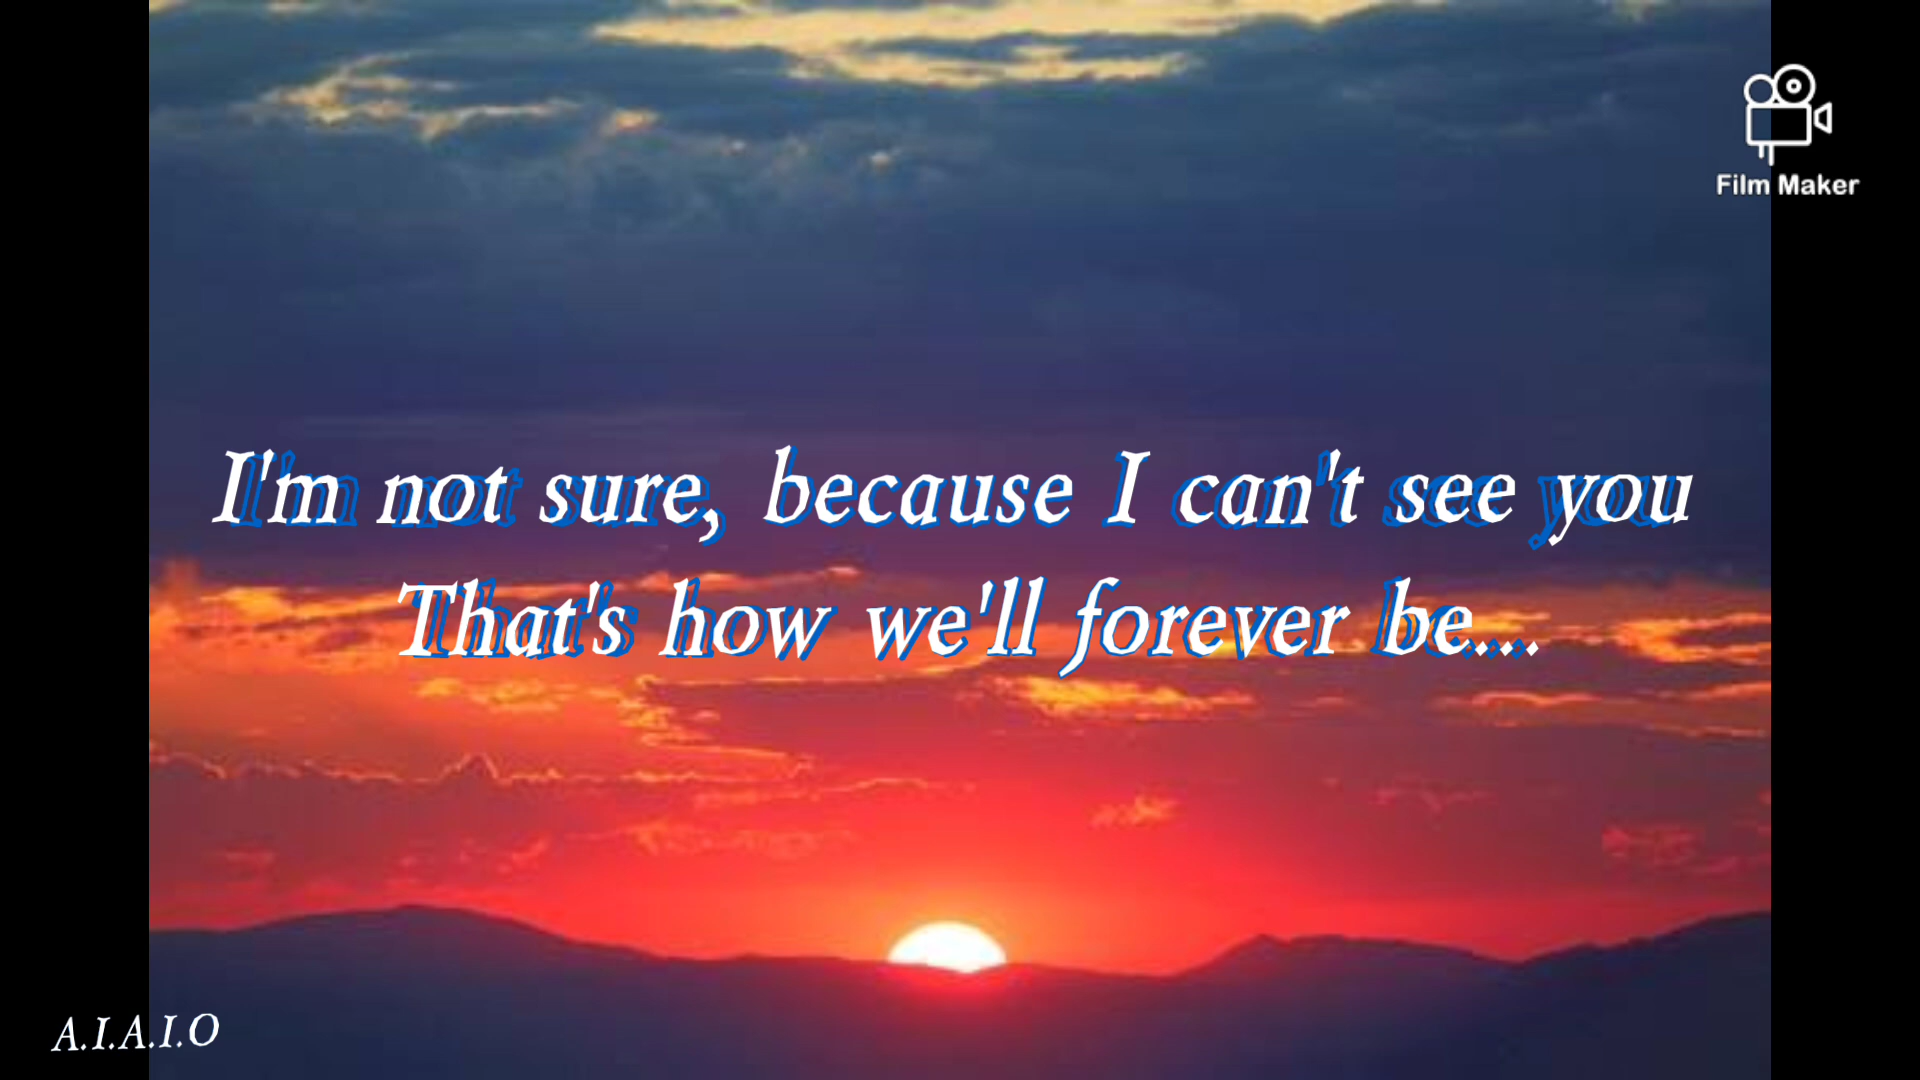 Film Maker
I'm not sure, because I can't see you
That's how we'll forever be....
A.I.A.I.O